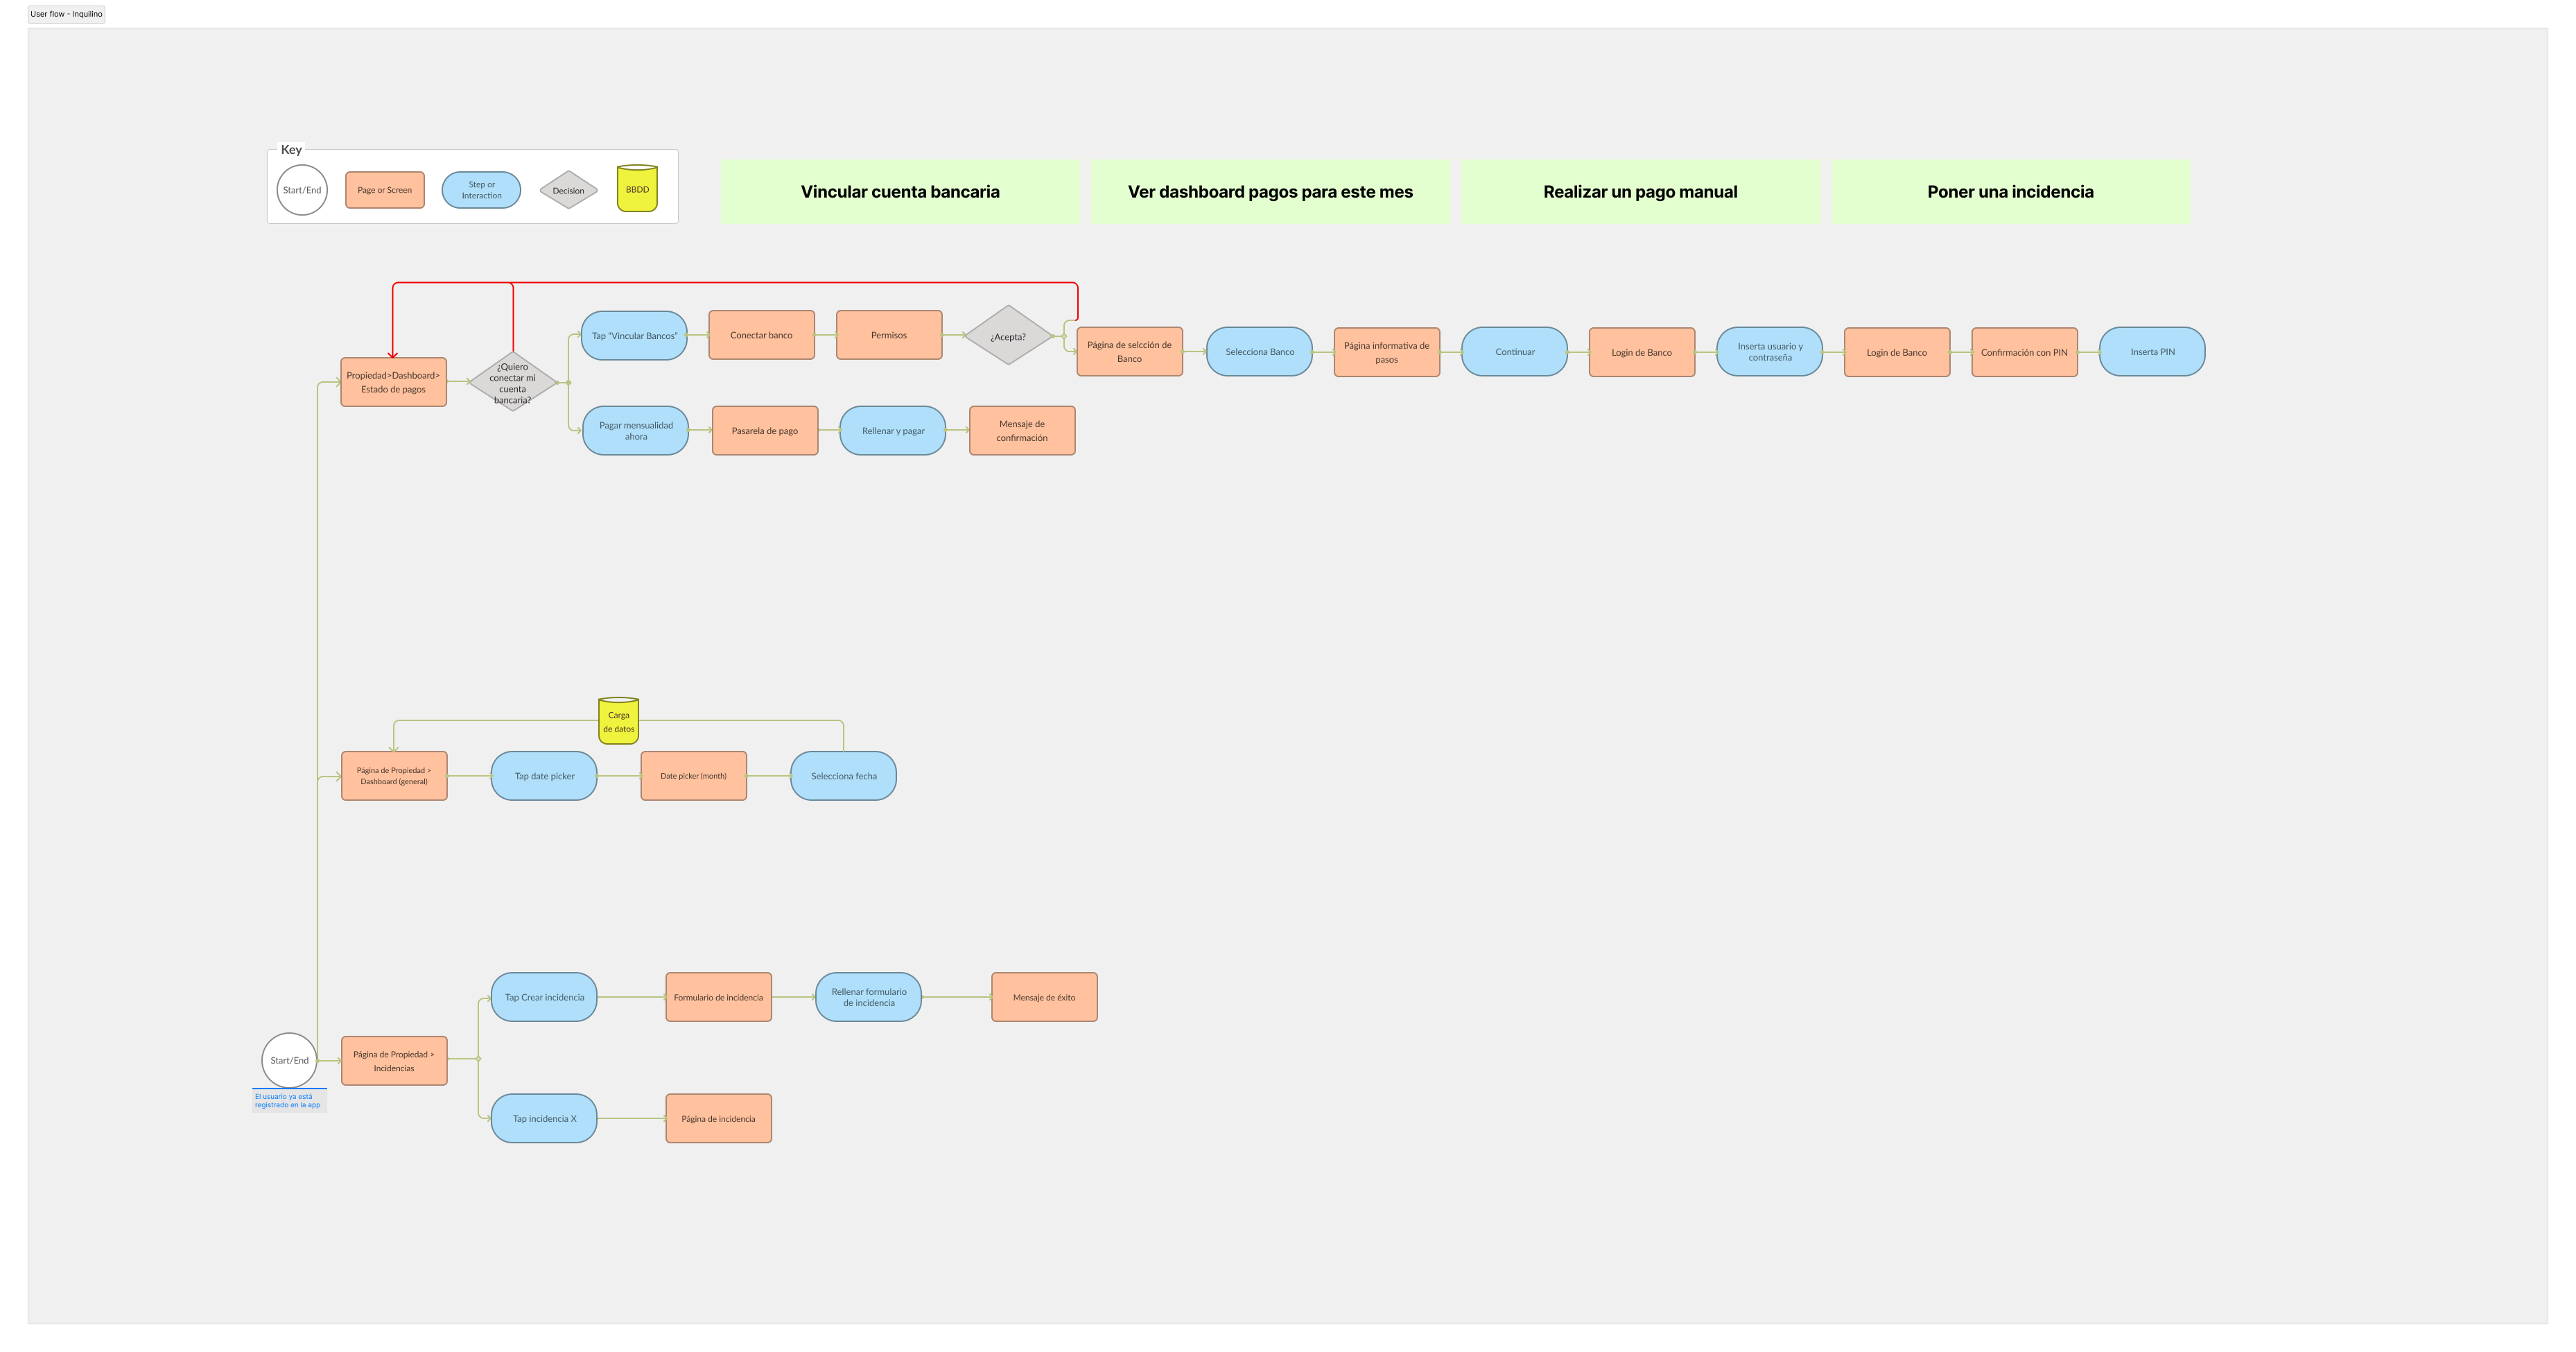 User flow - Inquilino
Key
Start/End
Page or Screen
Step or
Interaction
Decision
BBDD
Vincular cuenta bancaria
Ver dashboard pagos para este mes
Realizar un pago manual
Poner una incidencia
Propiedad>Dashboard>
Estado de pagos
¿Quiero
conectar mi
cuenta
bancaria?
Tap "Vincular Bancos"
Conectar banco
Permisos
¿Acepta?
Página de selcción de
Banco
Selecciona Banco
Página informativa de
pasos
Continuar
Login de Banco
Inserta usuario y
contraseña
Login de Banco
Confirmación con PIN
Inserta PIN
Pagar mensualidad
ahora
Pasarela de pago
Rellenar y pagar
Mensaje de
confirmación
Carga
de datos
Página de Propiedad >
Dashboard (general)
Tap date picker
Date picker (month)
Selecciona fecha
Tap Crear incidencia
Formulario de incidencia
Rellenar formulario
de incidencia
Mensaje de éxito
Start/End
Página de Propiedad >
Incidencias
El usuario ya está
registrado en la app
Tap incidencia X
Página de incidencia